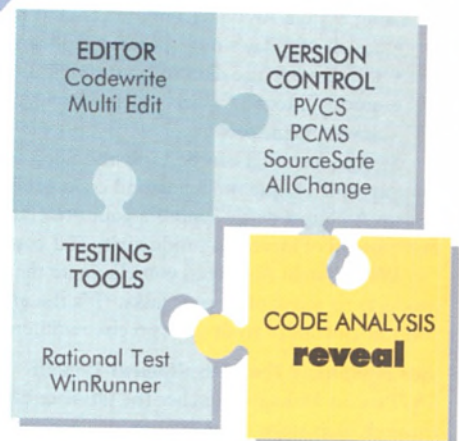 EDITOR
Codewrite
Multi Edit
VERSION
CONTROL
PVCS
PCMS
SourceSafe
AllChange
TESTING
TOOLS
Rational Test
WinRunner
CODE ANALYSIS
reveal